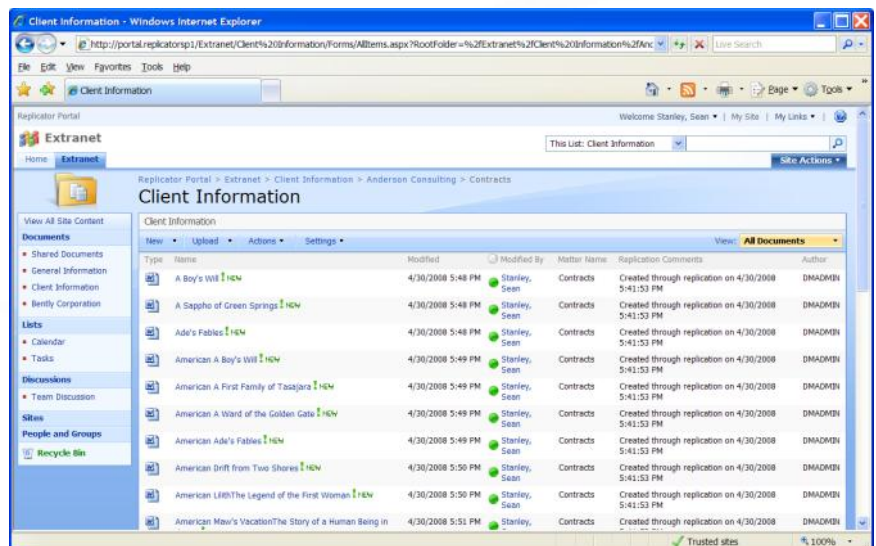 Client Information - Windows Internet Explorer
http://portal.replicatorsp1/Extranet/Client%20Information/Forms/AllItems.aspx?RootFolder=%2fExtranet%2fClient%20Information%2fAnc
Live Search
File Edit View Favorites Tools Help
Client Information
Page Tools
Replicator Portal
Welcome Stanley, Sean | My Site | My Links |
Extranet
This List: Client Information
Home Extranet
Site Actions
Replicator Portal > Extranet > Client Information > Anderson Consulting > Contracts
Client Information
View All Site Content
Client Information
Documents
New Upload Actions Settings
View: All Documents
Shared Documents
General Information
Client Information
Bently Corporation
Lists
Calendar
Tasks
Discussions
Team Discussion
Sites
People and Groups
Recycle Bin
Type Name Modified Modified By Matter Name Replication Comments Author
A Boy's Will ! NEW 4/30/2008 5:48 PM Stanley, Contracts Created through replication on 4/30/2008 DMADMIN
Sean 5:41:53 PM
A Sappho of Green Springs ! NEW 4/30/2008 5:48 PM Stanley, Contracts Created through replication on 4/30/2008 DMADMIN
Sean 5:41:53 PM
Ade's Fables ! NEW 4/30/2008 5:48 PM Stanley, Contracts Created through replication on 4/30/2008 DMADMIN
Sean 5:41:53 PM
American A Boy's Will ! NEW 4/30/2008 5:49 PM Stanley, Contracts Created through replication on 4/30/2008 DMADMIN
Sean 5:41:53 PM
American A First Family of Tasajara ! NEW 4/30/2008 5:49 PM Stanley, Contracts Created through replication on 4/30/2008 DMADMIN
Sean 5:41:53 PM
American A Ward of the Golden Gate ! NEW 4/30/2008 5:49 PM Stanley, Contracts Created through replication on 4/30/2008 DMADMIN
Sean 5:41:53 PM
American Ade's Fables ! NEW 4/30/2008 5:49 PM Stanley, Contracts Created through replication on 4/30/2008 DMADMIN
Sean 5:41:53 PM
American Drift from Two Shores ! NEW 4/30/2008 5:50 PM Stanley, Contracts Created through replication on 4/30/2008 DMADMIN
Sean 5:41:53 PM
American LilithThe Legend of the First Woman ! NEW 4/30/2008 5:50 PM Stanley, Contracts Created through replication on 4/30/2008 DMADMIN
Sean 5:41:53 PM
American Maw's VacationThe Story of a Human Being in 4/30/2008 5:51 PM Stanley, Contracts Created through replication on 4/30/2008 DMADMIN
Trusted sites 100%